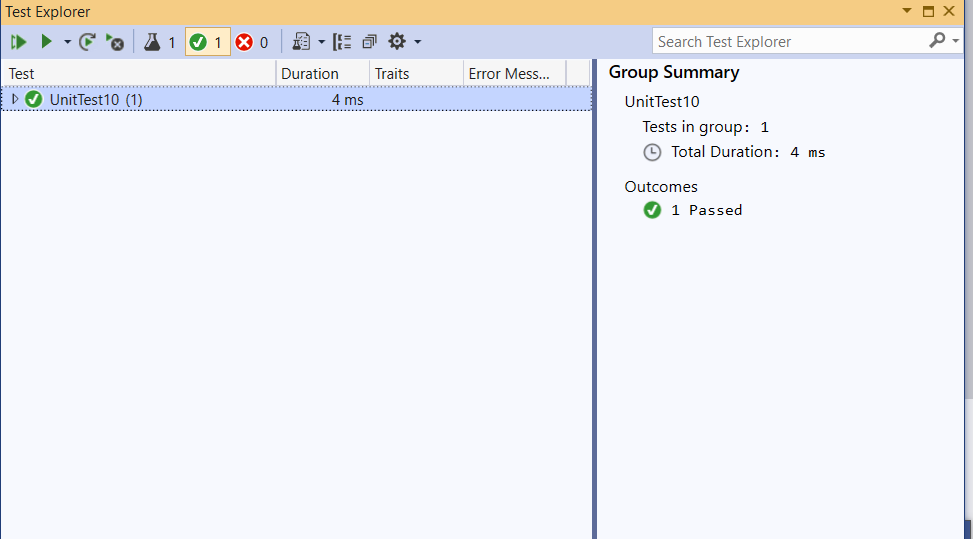 Test Explorer
1 1 0 Search Test Explorer
Test Duration Traits Error Mess...
UnitTest10 (1) 4 ms
Group Summary
UnitTest10
Tests in group: 1
Total Duration: 4 ms
Outcomes
1 Passed